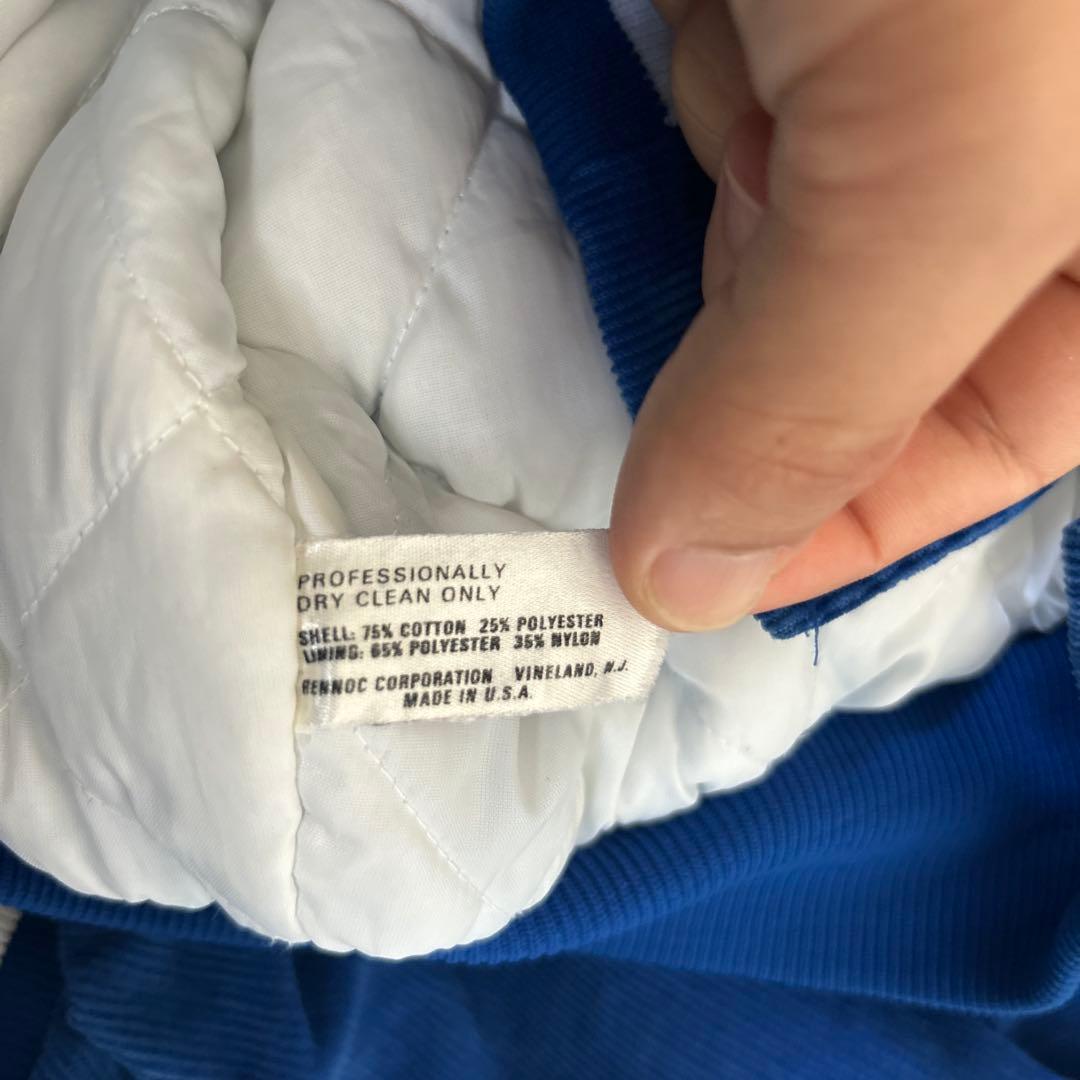 PROFESSIONALLY
DRY CLEAN ONLY
SHELL: 75% COTTON 25% POLYESTER
LINING: 65% POLYESTER 35% NYLON
RENNOC CORPORATION VINELAND, N.J.
MADE IN U.S.A.